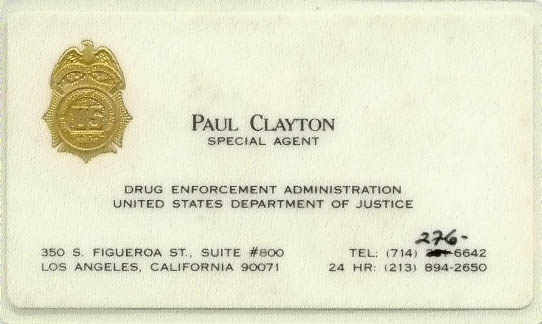 US
PAUL CLAYTON
SPECIAL AGENT
DRUG ENFORCEMENT ADMINISTRATION
UNITED STATES DEPARTMENT OF JUSTICE
350 S. FIGUEROA ST., SUITE #800
LOS ANGELES, CALIFORNIA 90071
276-
TEL: (714) 6642
24 HR: (213) 894-2650